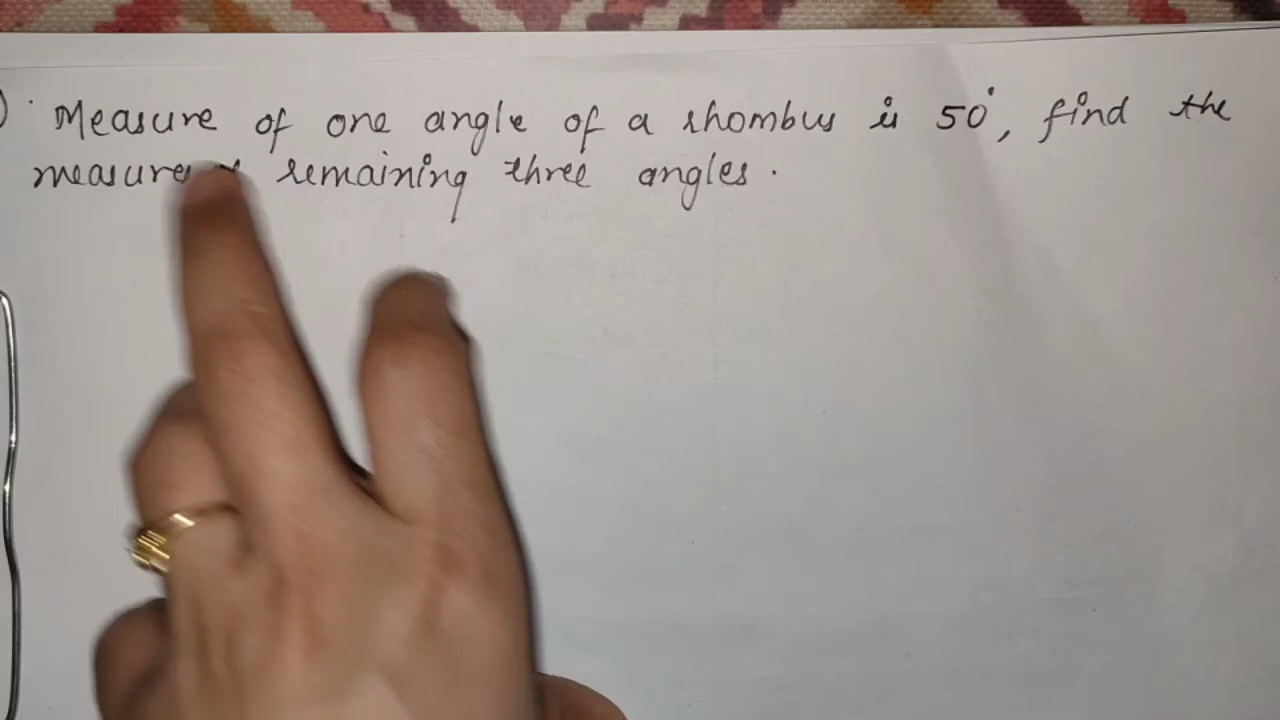 ) Measure of one angle of a rhombus is 50°, find the
measure remaining three angles.